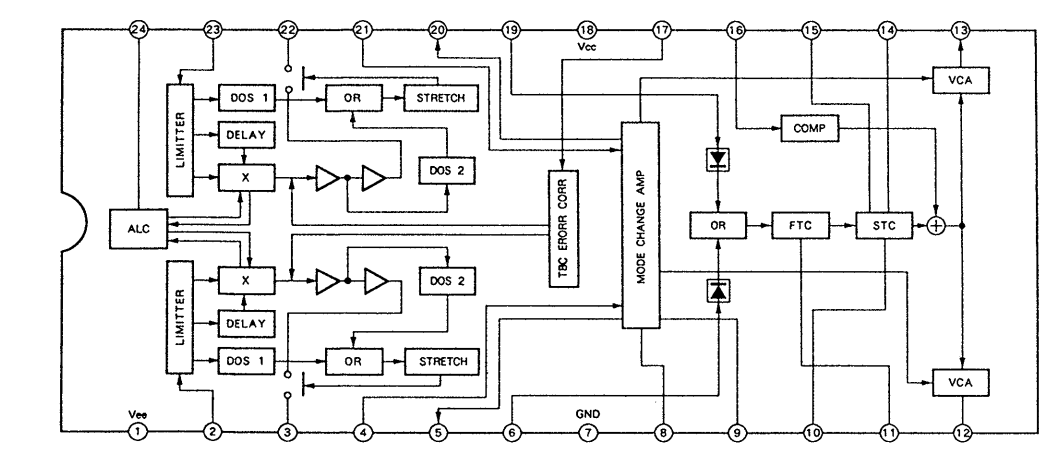 24 23 22 21 20 19 18 17 16 15 14 13
Vcc
VCA
DOS 1 OR STRETCH
COMP
LIMITTER
DELAY
X
DOS 2
ALC
TBC ERORR CORR
MODE CHANGE AMP
OR FTC STC
X
DOS 2
LIMITTER
DELAY
DOS 1 OR STRETCH
VCA
Vee GND
1 2 3 4 5 6 7 8 9 10 11 12